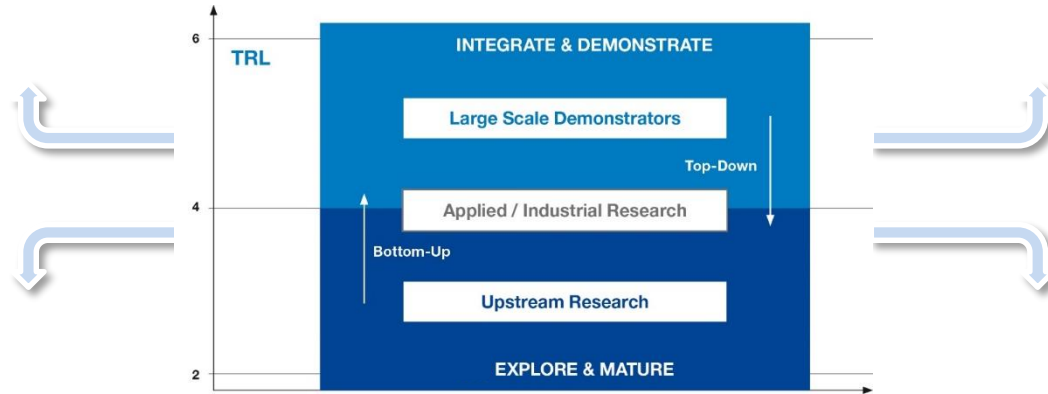 6
TRL
INTEGRATE & DEMONSTRATE
Large Scale Demonstrators
Top-Down
4
Applied / Industrial Research
Bottom-Up
Upstream Research
EXPLORE & MATURE
2